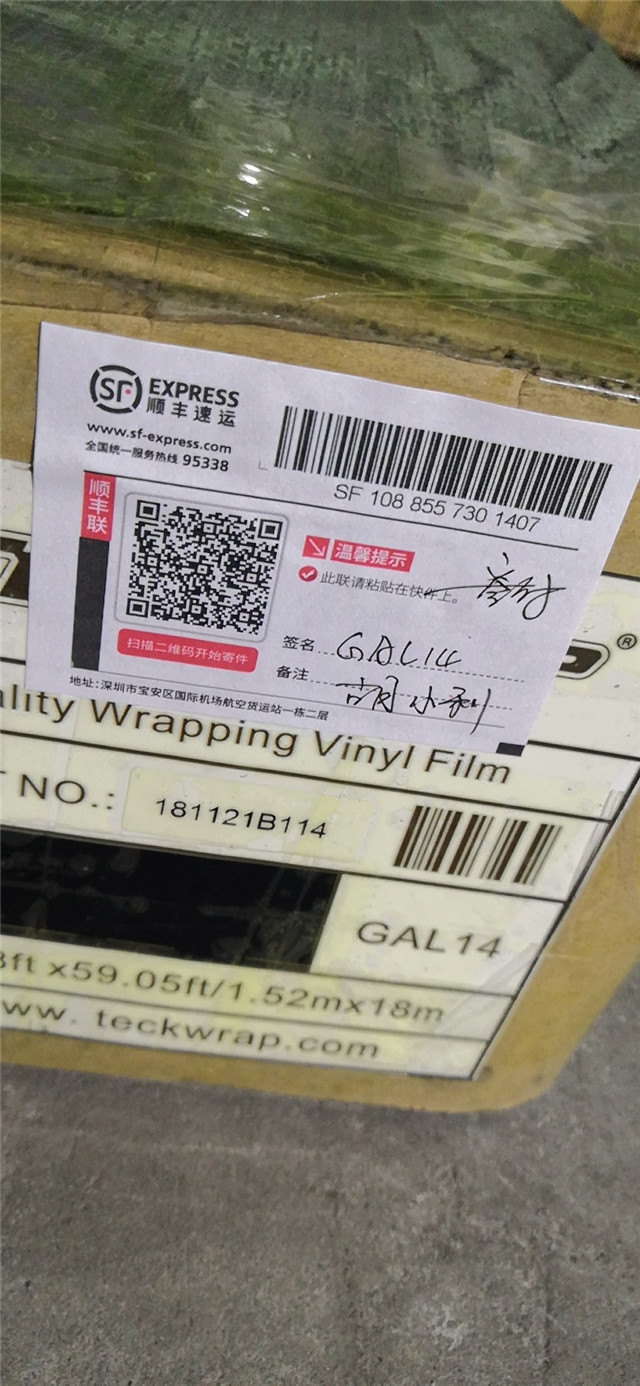 SF EXPRESS
顺丰速运
www.sf-express.com
全国统一服务热线 95338
SF 108 855 730 1407
顺丰联
温馨提示
此联请粘贴在快件上。
扫描二维码开始寄件
签名 GAL14
备注 胡小利
地址：深圳市宝安区国际机场航空货运站一栋二层
®
ality Wrapping Vinyl Film
T NO.: 181121B114
GAL14
8ft x59.05ft/1.52mx18m
ww. teckwrap.com